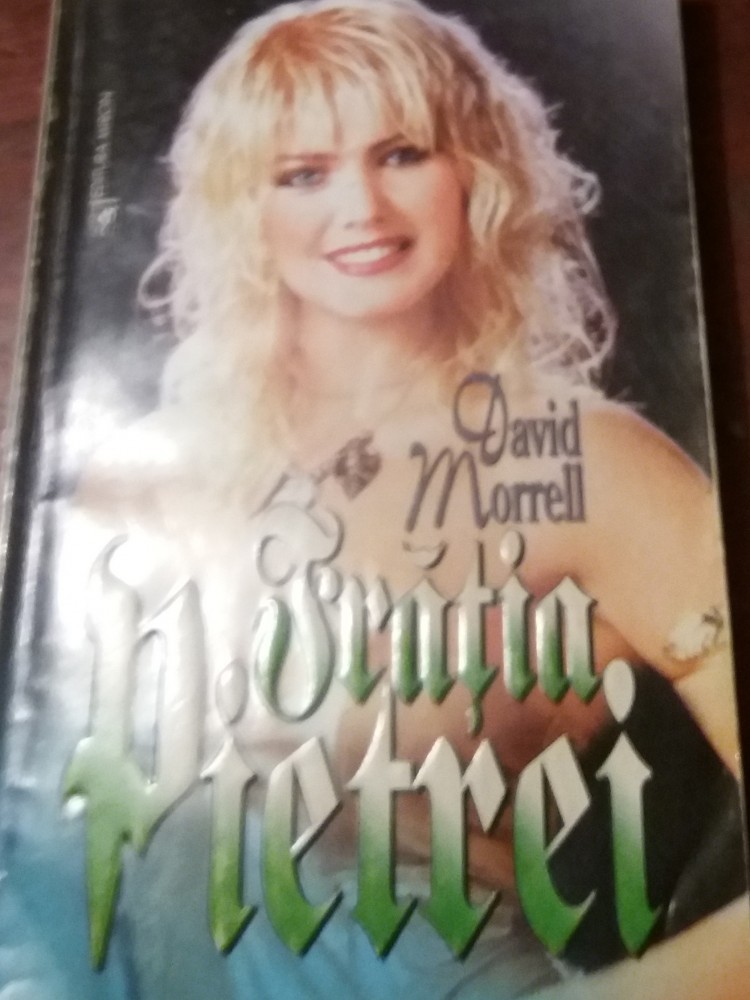 David
Morrell
Frăția
Pietrei